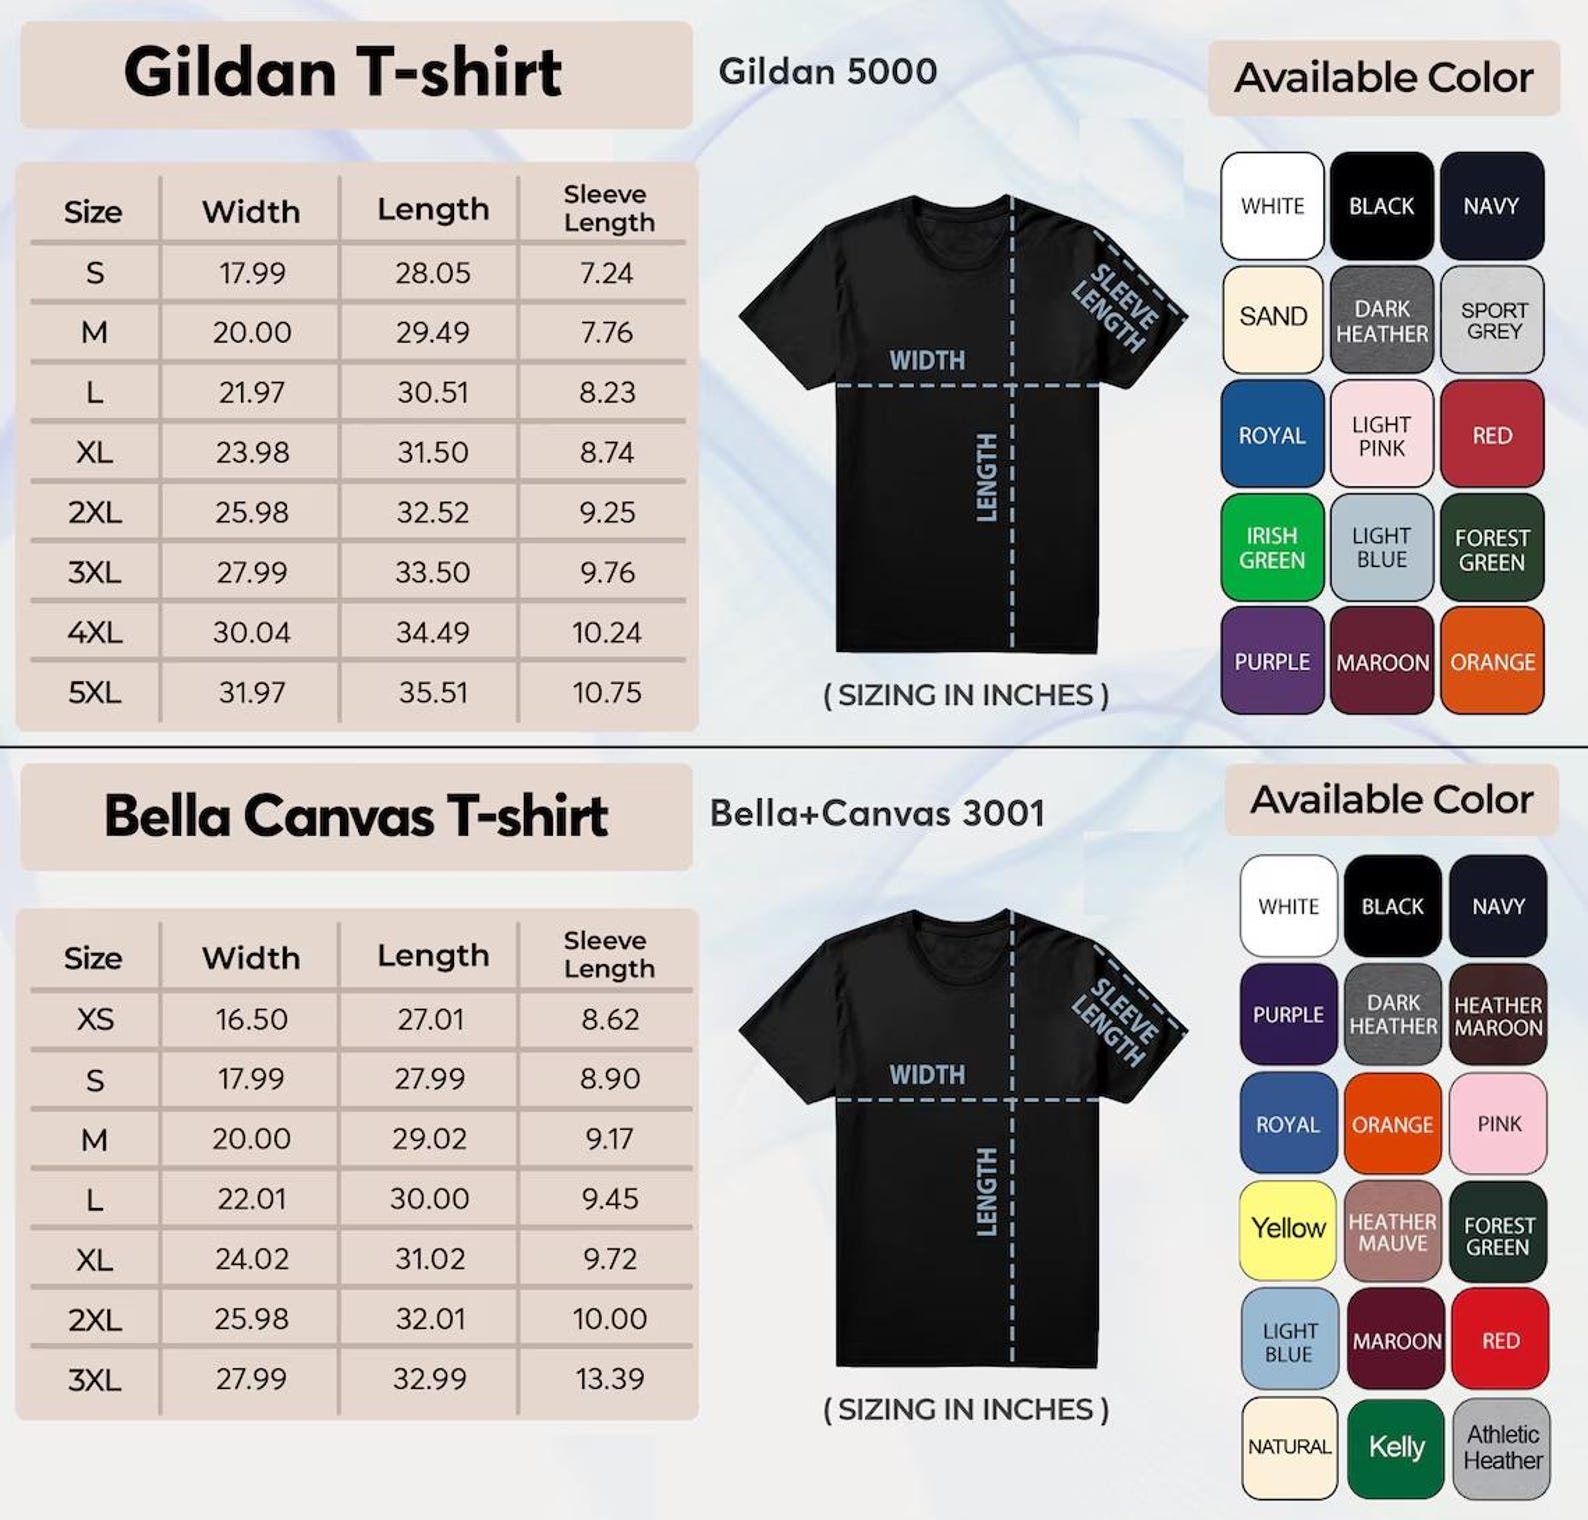 Gildan T-shirt
Gildan 5000
Available Color
Size Width Length Sleeve Length
S 17.99 28.05 7.24
M 20.00 29.49 7.76
L 21.97 30.51 8.23
XL 23.98 31.50 8.74
2XL 25.98 32.52 9.25
3XL 27.99 33.50 9.76
4XL 30.04 34.49 10.24
5XL 31.97 35.51 10.75
SLEEVE
LENGTH
WIDTH
LENGTH
( SIZING IN INCHES )
WHITE BLACK NAVY
SAND DARK HEATHER SPORT GREY
ROYAL LIGHT PINK RED
IRISH GREEN LIGHT BLUE FOREST GREEN
PURPLE MAROON ORANGE
Bella Canvas T-shirt
Bella+Canvas 3001
Available Color
Size Width Length Sleeve Length
XS 16.50 27.01 8.62
S 17.99 27.99 8.90
M 20.00 29.02 9.17
L 22.01 30.00 9.45
XL 24.02 31.02 9.72
2XL 25.98 32.01 10.00
3XL 27.99 32.99 13.39
SLEEVE
LENGTH
WIDTH
LENGTH
( SIZING IN INCHES )
WHITE BLACK NAVY
PURPLE DARK HEATHER HEATHER MAROON
ROYAL ORANGE PINK
Yellow HEATHER MAUVE FOREST GREEN
LIGHT BLUE MAROON RED
NATURAL Kelly Athletic Heather